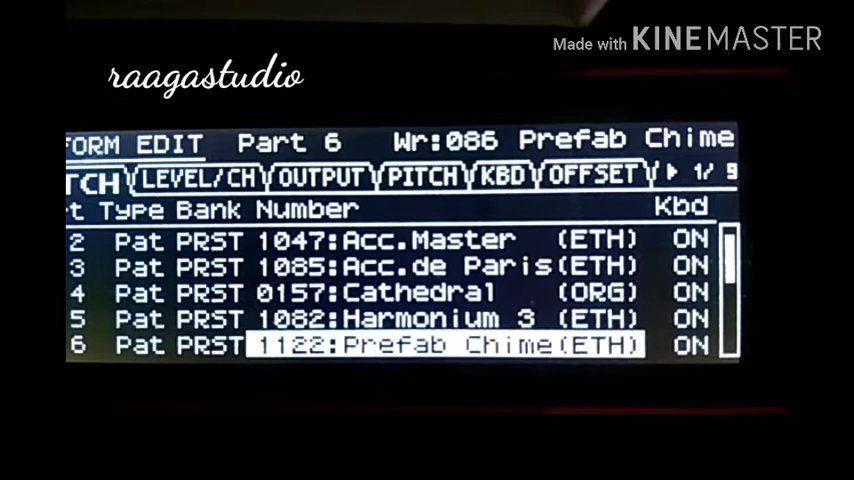 Made with KINEMASTER
raagastudio
FORM EDIT Part 6 Wr:086 Prefab Chime
TCH LEVEL/CH OUTPUT PITCH KBD OFFSET 1/ 9
t Type Bank Number Kbd
2 Pat PRST 1047:Acc.Master (ETH) ON
3 Pat PRST 1085:Acc.de Paris(ETH) ON
4 Pat PRST 0157:Cathedral (ORG) ON
5 Pat PRST 1082:Harmonium 3 (ETH) ON
6 Pat PRST 1122:Prefab Chime(ETH) ON